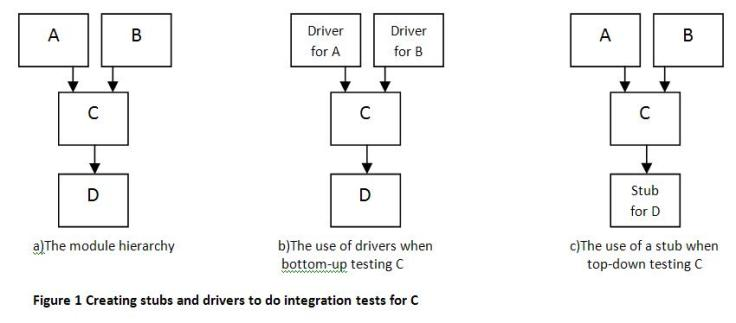 A
B
C
D
a)The module hierarchy
Driver
for A
Driver
for B
C
D
b)The use of drivers when
bottom-up testing C
A
B
C
Stub
for D
c)The use of a stub when
top-down testing C
Figure 1 Creating stubs and drivers to do integration tests for C